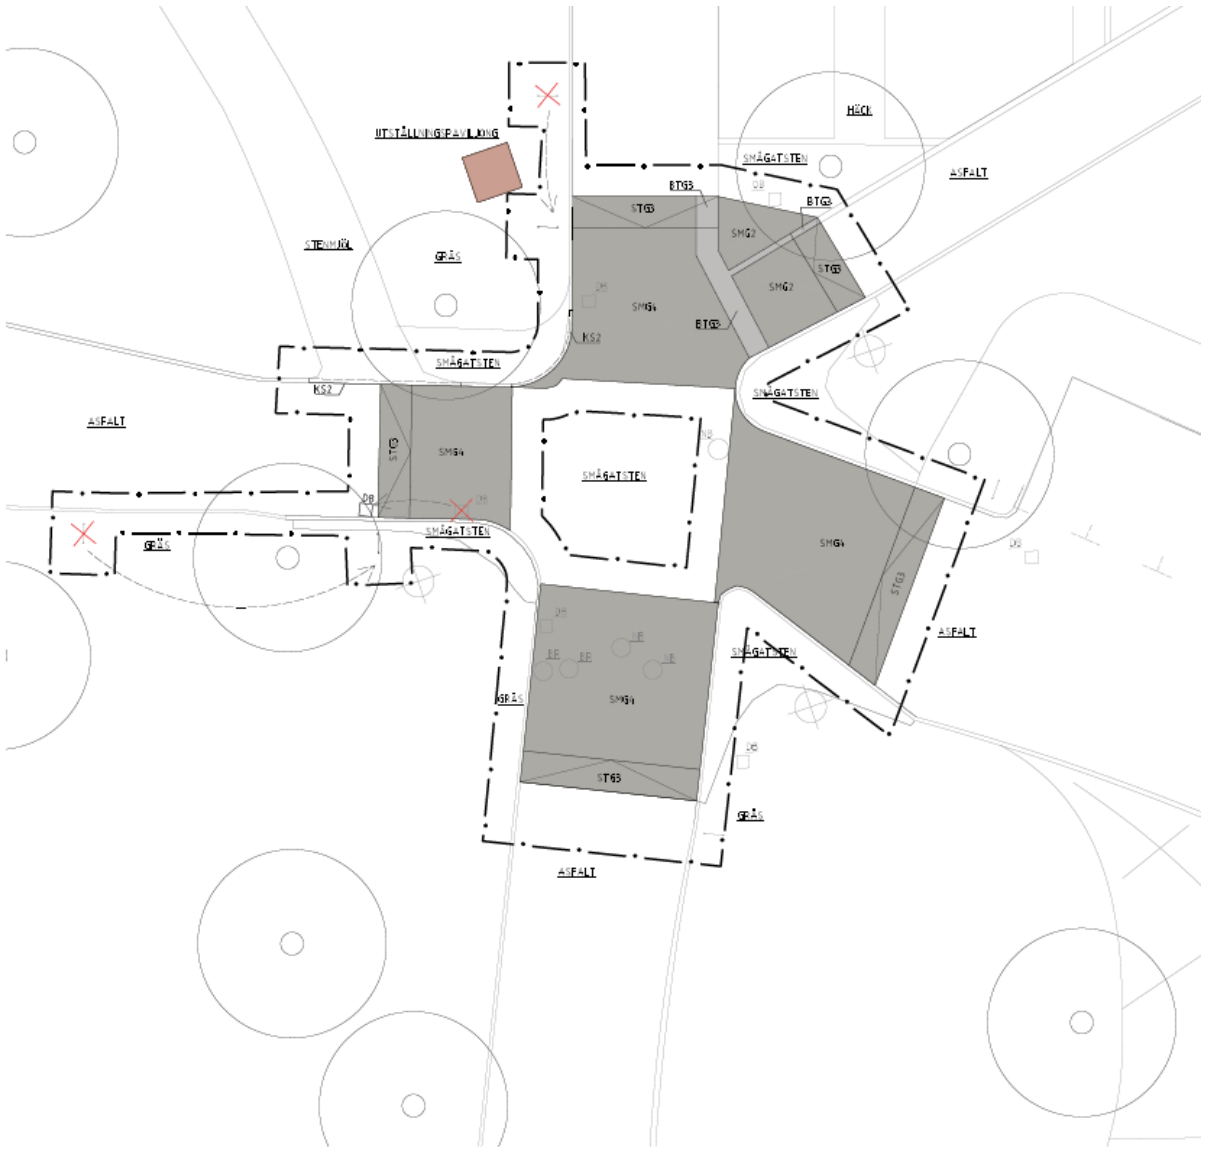 HÄCK
UTSTÄLLNINGSPAVILJONG
SMÅGATSTEN
ASFALT
BTG3
DB
BTG3
STG3
SMG2
STENMJÖL
GRÄS
STG3
SMG2
DB
SMG4
BTG3
KS2
SMÅGATSTEN
KS2
SMÅGATSTEN
ASFALT
NB
STG3
SMG4
SMÅGATSTEN
DB
DB
SMÅGATSTEN
GRÄS
SMG4
DB
STG3
DB
NB
ASFALT
BR
BR
NB
SMÅGATSTEN
GRÄS
SMG4
DB
STG3
GRÄS
ASFALT